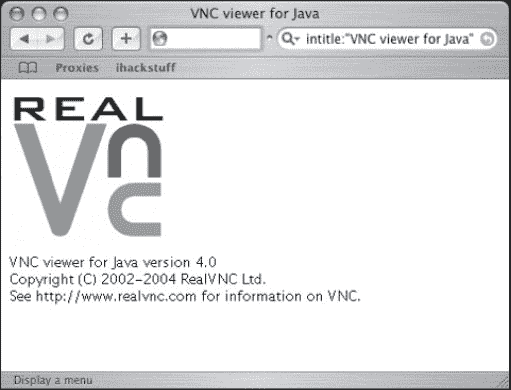 VNC viewer for Java
intitle:"VNC viewer for Java"
Proxies ihackstuff
REAL
Vnc
VNC viewer for Java version 4.0
Copyright (C) 2002-2004 RealVNC Ltd.
See http://www.realvnc.com for information on VNC.
Display a menu